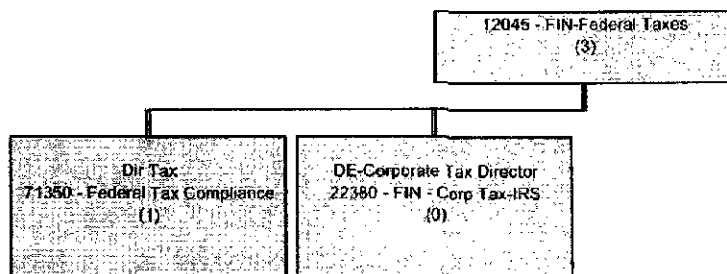 12045 - FIN-Federal Taxes
(3)
Dir Tax
71350 - Federal Tax Compliance
(1)
DE-Corporate Tax Director
22380 - FIN - Corp Tax-IRS
(0)